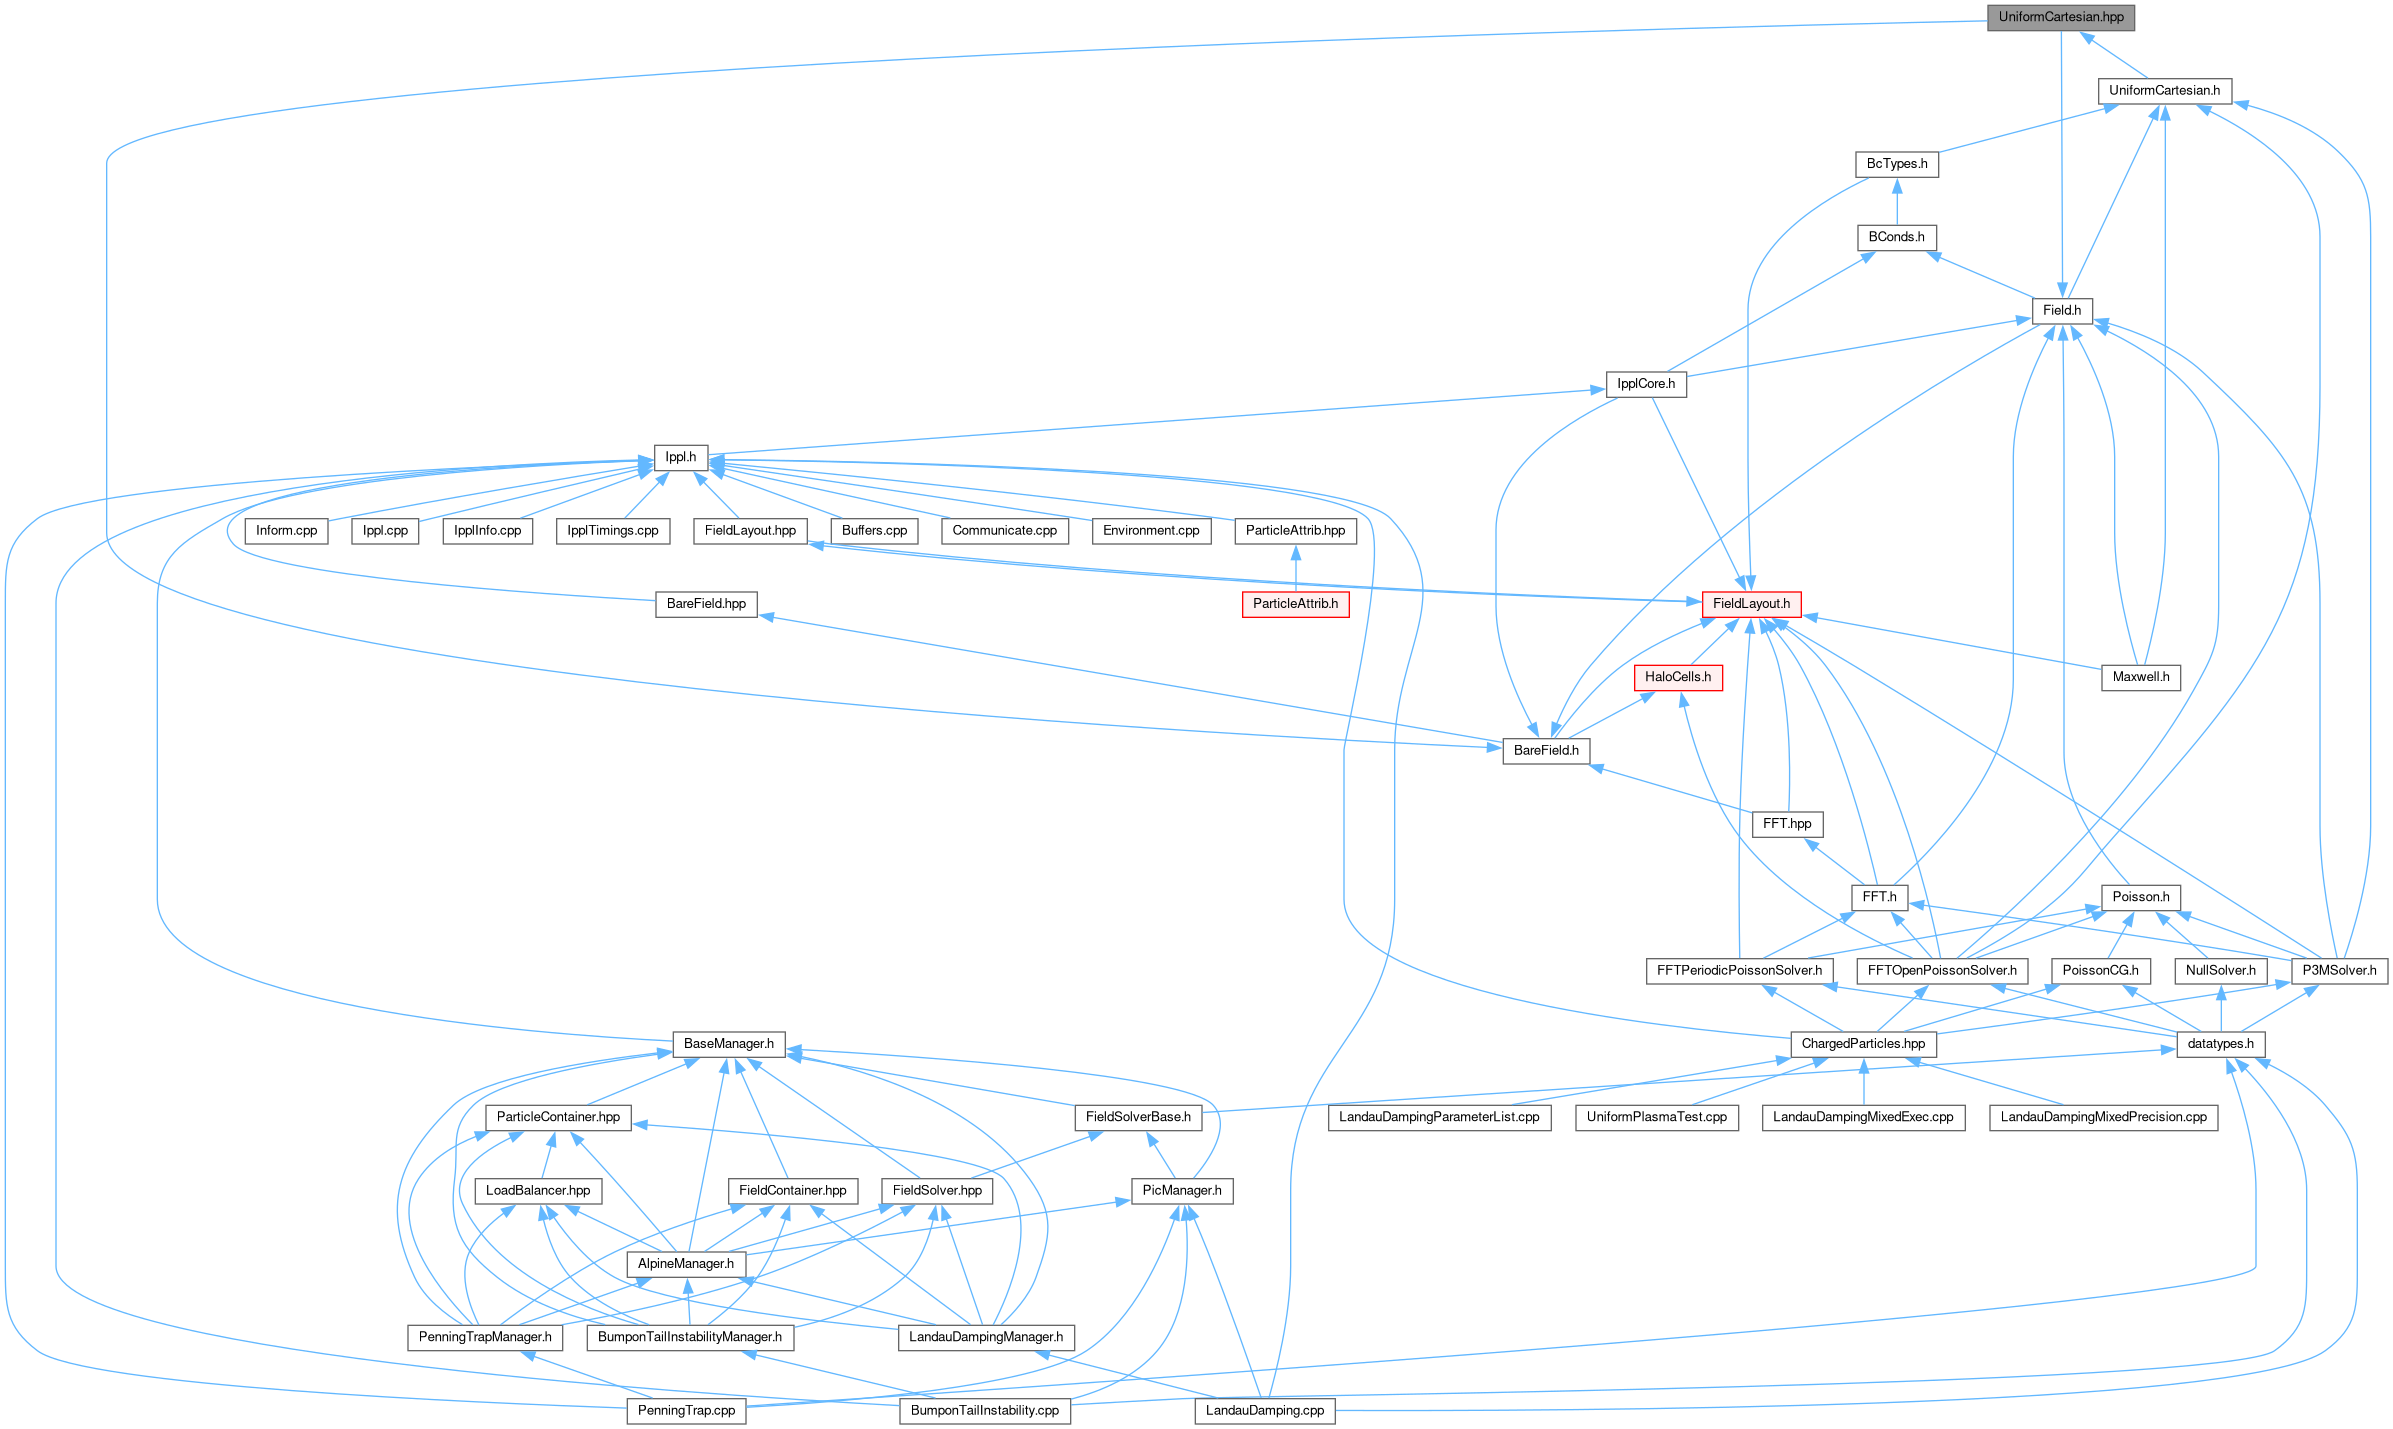 UniformCartesian.hpp
UniformCartesian.h
BcTypes.h
BConds.h
Field.h
IpplCore.h
Ippl.h
Inform.cpp
Ippl.cpp
IpplInfo.cpp
IpplTimings.cpp
FieldLayout.hpp
Buffers.cpp
Communicate.cpp
Environment.cpp
ParticleAttrib.hpp
BareField.hpp
ParticleAttrib.h
FieldLayout.h
HaloCells.h
Maxwell.h
BareField.h
FFT.hpp
FFT.h
Poisson.h
FFTPeriodicPoissonSolver.h
FFTOpenPoissonSolver.h
PoissonCG.h
NullSolver.h
P3MSolver.h
BaseManager.h
ChargedParticles.hpp
datatypes.h
ParticleContainer.hpp
FieldSolverBase.h
LandauDampingParameterList.cpp
UniformPlasmaTest.cpp
LandauDampingMixedExec.cpp
LandauDampingMixedPrecision.cpp
LoadBalancer.hpp
FieldContainer.hpp
FieldSolver.hpp
PicManager.h
AlpineManager.h
PenningTrapManager.h
BumponTailInstabilityManager.h
LandauDampingManager.h
PenningTrap.cpp
BumponTailInstability.cpp
LandauDamping.cpp